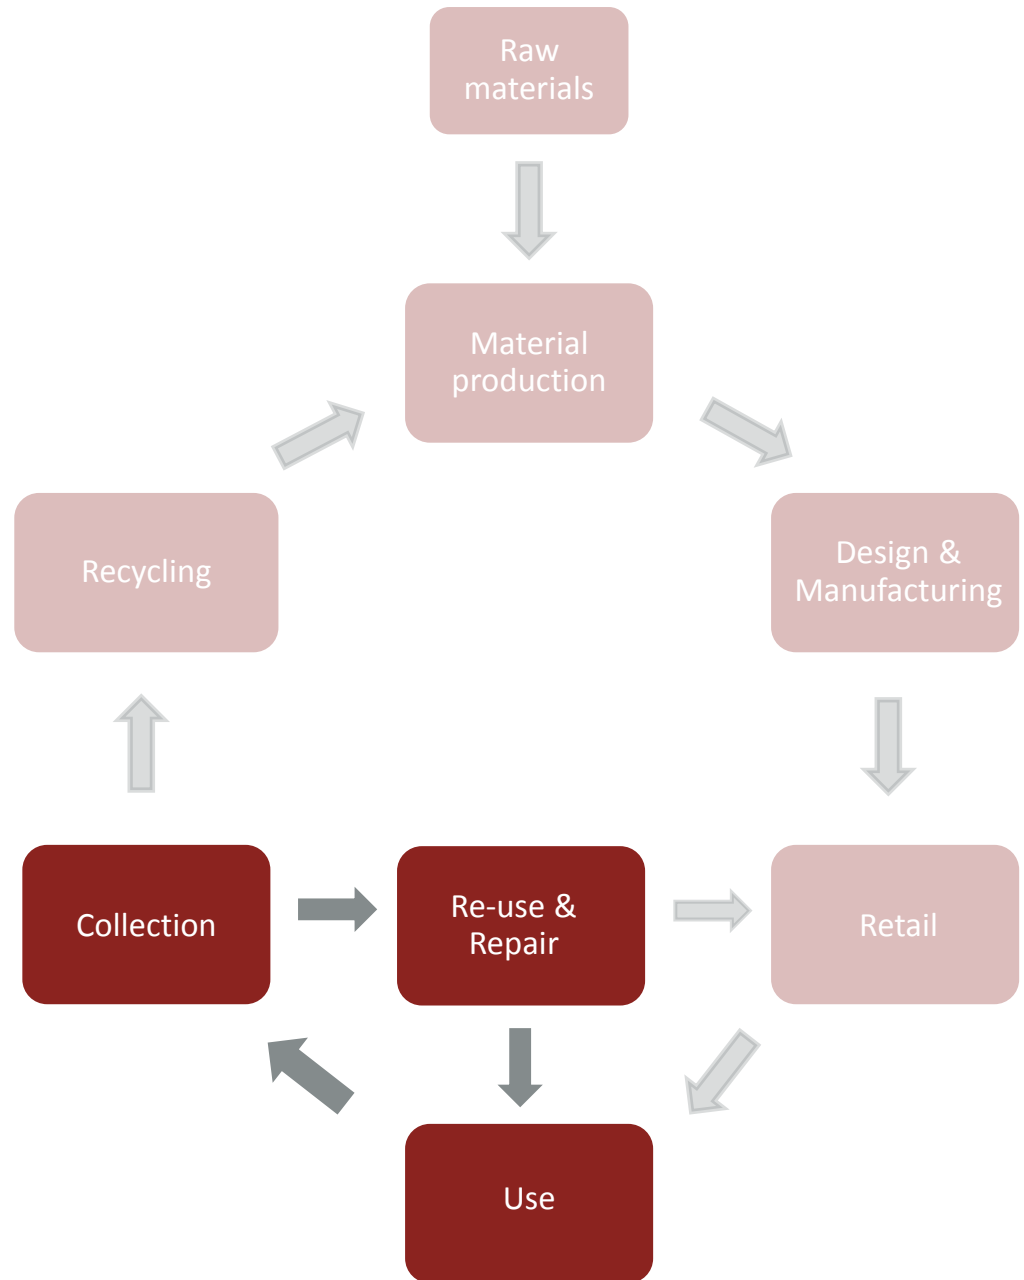 Raw
materials
Material
production
Recycling
Design &
Manufacturing
Collection
Re-use &
Repair
Retail
Use